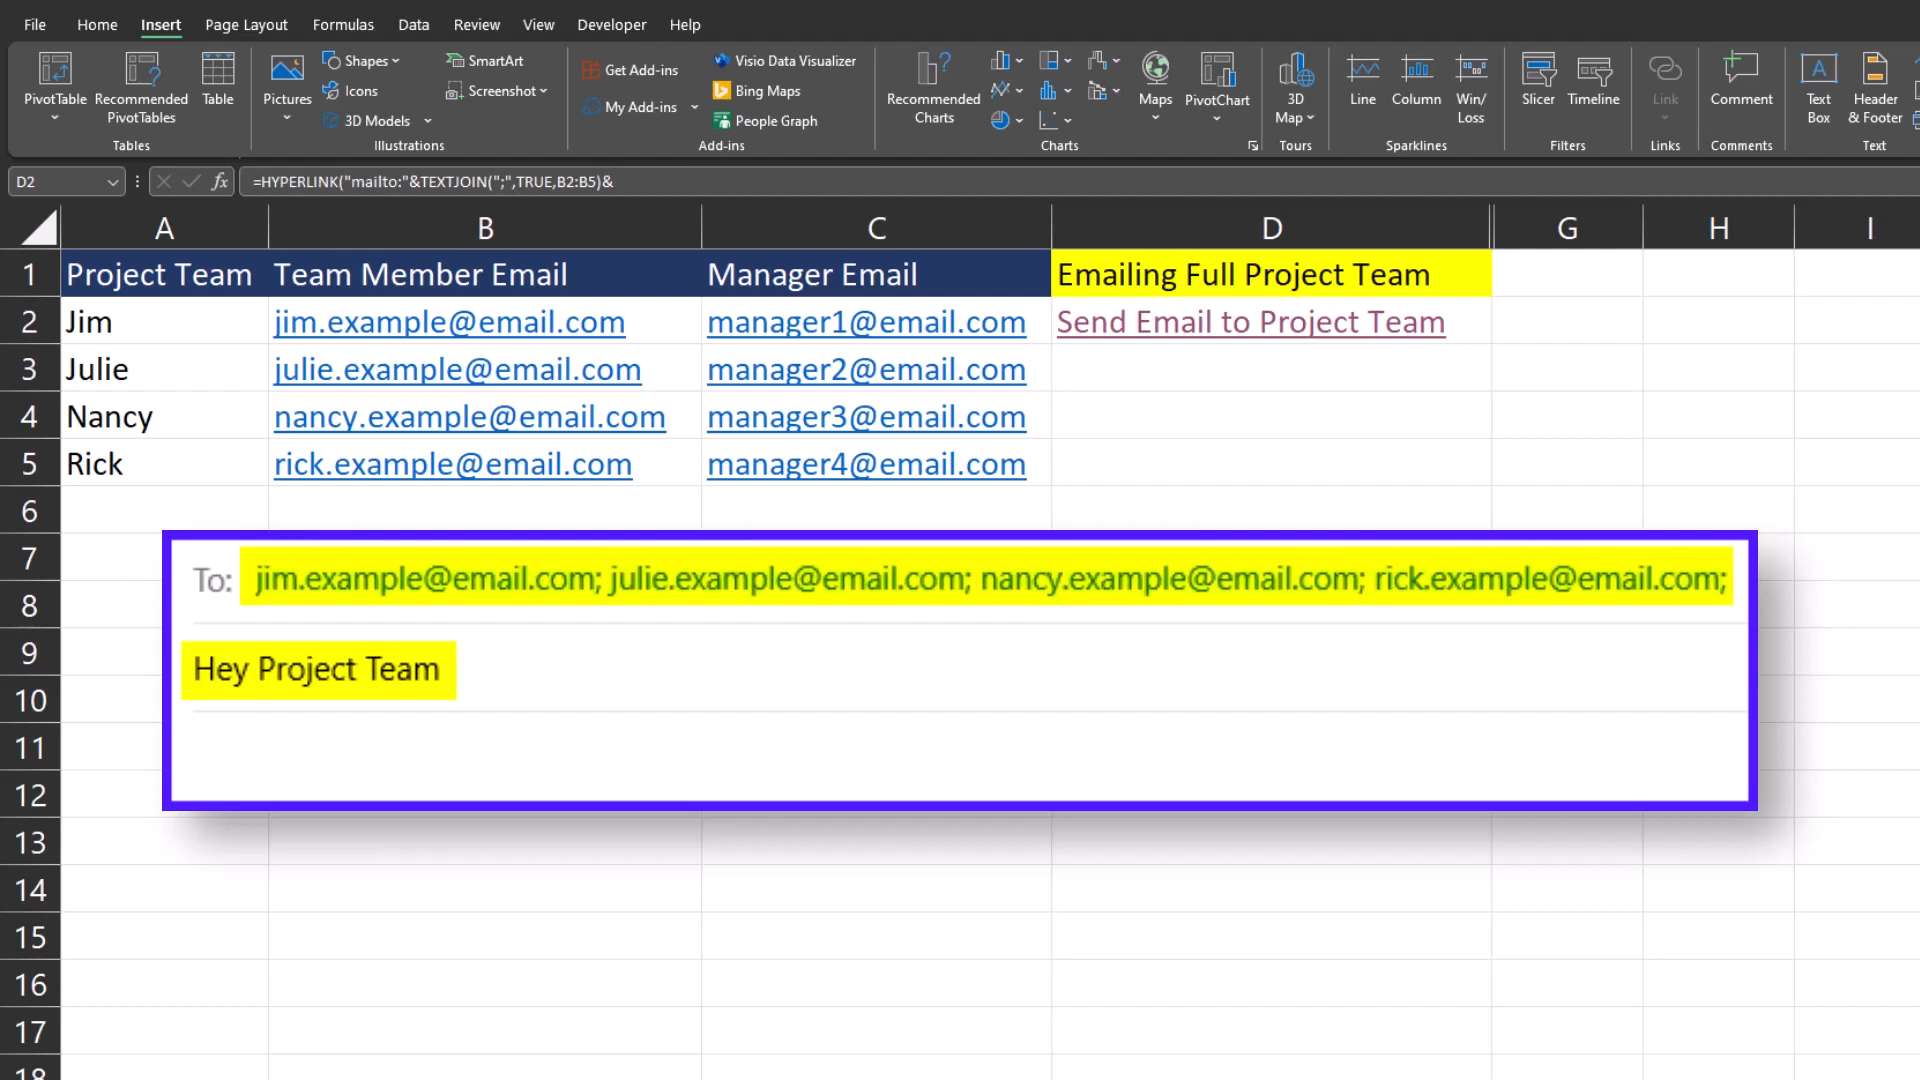 File Home Insert Page Layout Formulas Data Review View Developer Help
PivotTable Recommended PivotTables Table
Tables
Pictures Shapes Icons 3D Models SmartArt Screenshot
Illustrations
Get Add-ins My Add-ins Visio Data Visualizer Bing Maps People Graph
Add-ins
Recommended Charts Maps PivotChart
Charts
3D Map
Tours
Line Column Win/ Loss
Sparklines
Slicer Timeline
Filters
Link
Links
Comment
Comments
Text Box Header & Footer
Text
D2 fx =HYPERLINK("mailto:"&TEXTJOIN(";",TRUE,B2:B5)&
A B C D G H I
1 Project Team Team Member Email Manager Email Emailing Full Project Team
2 Jim jim.example@email.com manager1@email.com Send Email to Project Team
3 Julie julie.example@email.com manager2@email.com
4 Nancy nancy.example@email.com manager3@email.com
5 Rick rick.example@email.com manager4@email.com
6
7
To: jim.example@email.com; julie.example@email.com; nancy.example@email.com; rick.example@email.com;
8
9
Hey Project Team
10
11
12
13
14
15
16
17
18